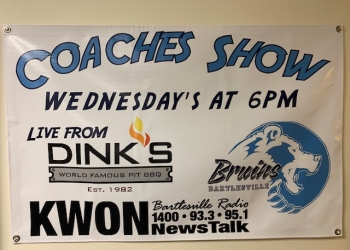 COACHES SHOW
WEDNESDAY'S AT 6PM
LIVE FROM
DINK'S
WORLD FAMOUS PIT BBQ
EST. 1982
Bruins
BARTLESVILLE
KWON
Bartlesville Radio
1400 • 93.3 • 95.1
NewsTalk